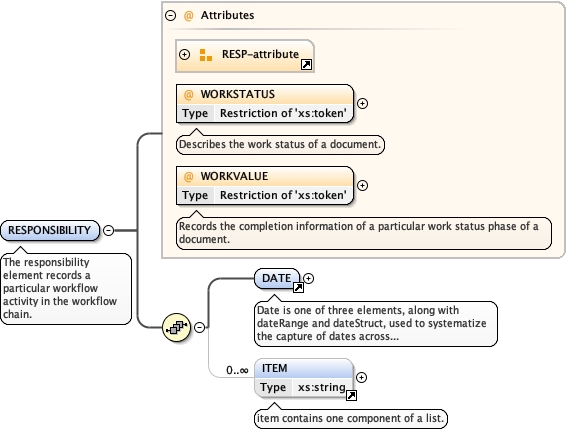 @ Attributes
RESP-attribute
@ WORKSTATUS
Type Restriction of 'xs:token'
Describes the work status of a document.
@ WORKVALUE
Type Restriction of 'xs:token'
Records the completion information of a particular work status phase of a
document.
RESPONSIBILITY
The responsibility
element records a
particular workflow
activity in the workflow
chain.
DATE
Date is one of three elements, along with
dateRange and dateStruct, used to systematize
the capture of dates across...
0..∞
ITEM
Type xs:string
item contains one component of a list.